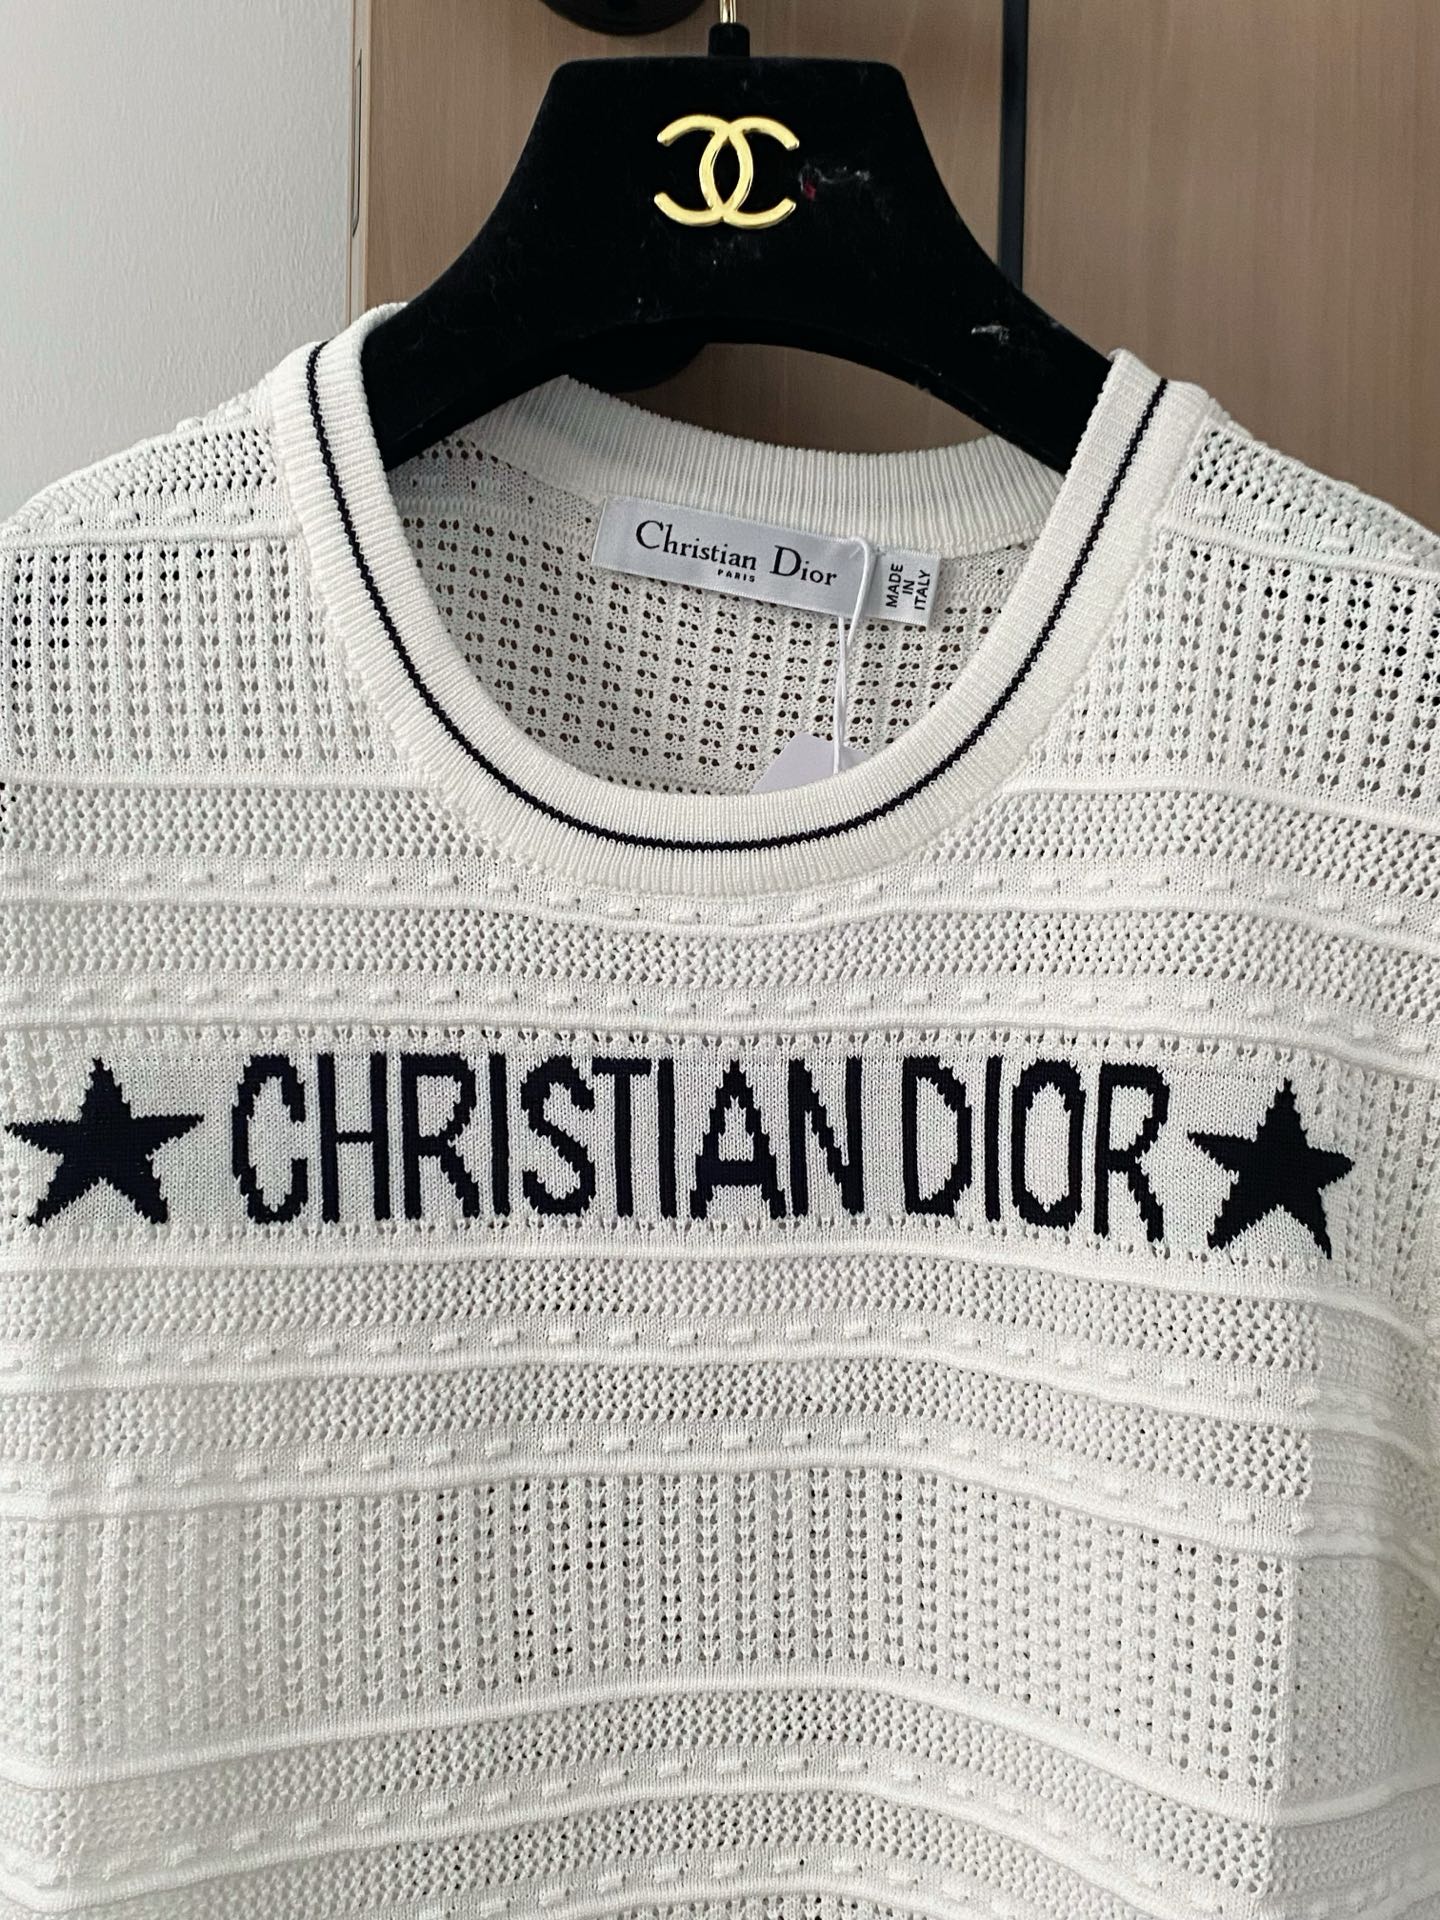 Christian Dior
PARIS
MADE
IN
ITALY
CHRISTIAN DIOR